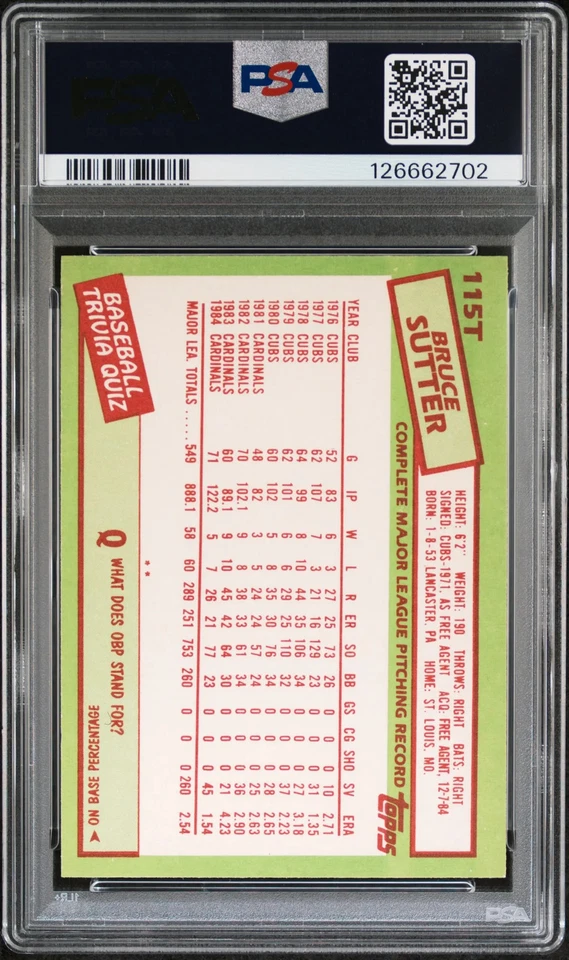 PSA
PSA
126662702
115T
BRUCE
SUTTER
HEIGHT: 6'2" WEIGHT: 190 THROWS: RIGHT BATS: RIGHT
SIGNED: CUBS-1971, AS FREE AGENT ACQ: FREE AGENT, 12-7-84
BORN: 1-8-53 LANCASTER, PA HOME: ST. LOUIS, MO.
COMPLETE MAJOR LEAGUE PITCHING RECORD topps
YEAR CLUB G IP W L R ER SO BB GS CG SHO SV ERA
1976 CUBS 52 83 6 3 27 25 73 26 0 0 0 10 2.71
1977 CUBS 62 107 7 3 21 16 129 23 0 0 0 31 1.35
1978 CUBS 64 99 8 10 44 35 106 34 0 0 0 27 3.18
1979 CUBS 62 101 6 6 29 25 110 32 0 0 0 37 2.23
1980 CUBS 60 102 5 8 35 30 76 34 0 0 0 28 2.65
1981 CARDINALS 48 82 3 5 24 24 57 24 0 0 0 25 2.63
1982 CARDINALS 70 102.1 9 8 38 33 61 34 0 0 0 36 2.90
1983 CARDINALS 60 89.1 9 10 45 42 64 30 0 0 0 21 4.23
1984 CARDINALS 71 122.2 5 7 26 21 77 23 0 0 0 45 1.54
MAJOR LEA. TOTALS ..... 549 888.1 58 60 289 251 753 260 0 0 0 260 2.54
**
BASEBALL
TRIVIA QUIZ
Q WHAT DOES OBP STAND FOR?
ON BASE PERCENTAGE A
PSA